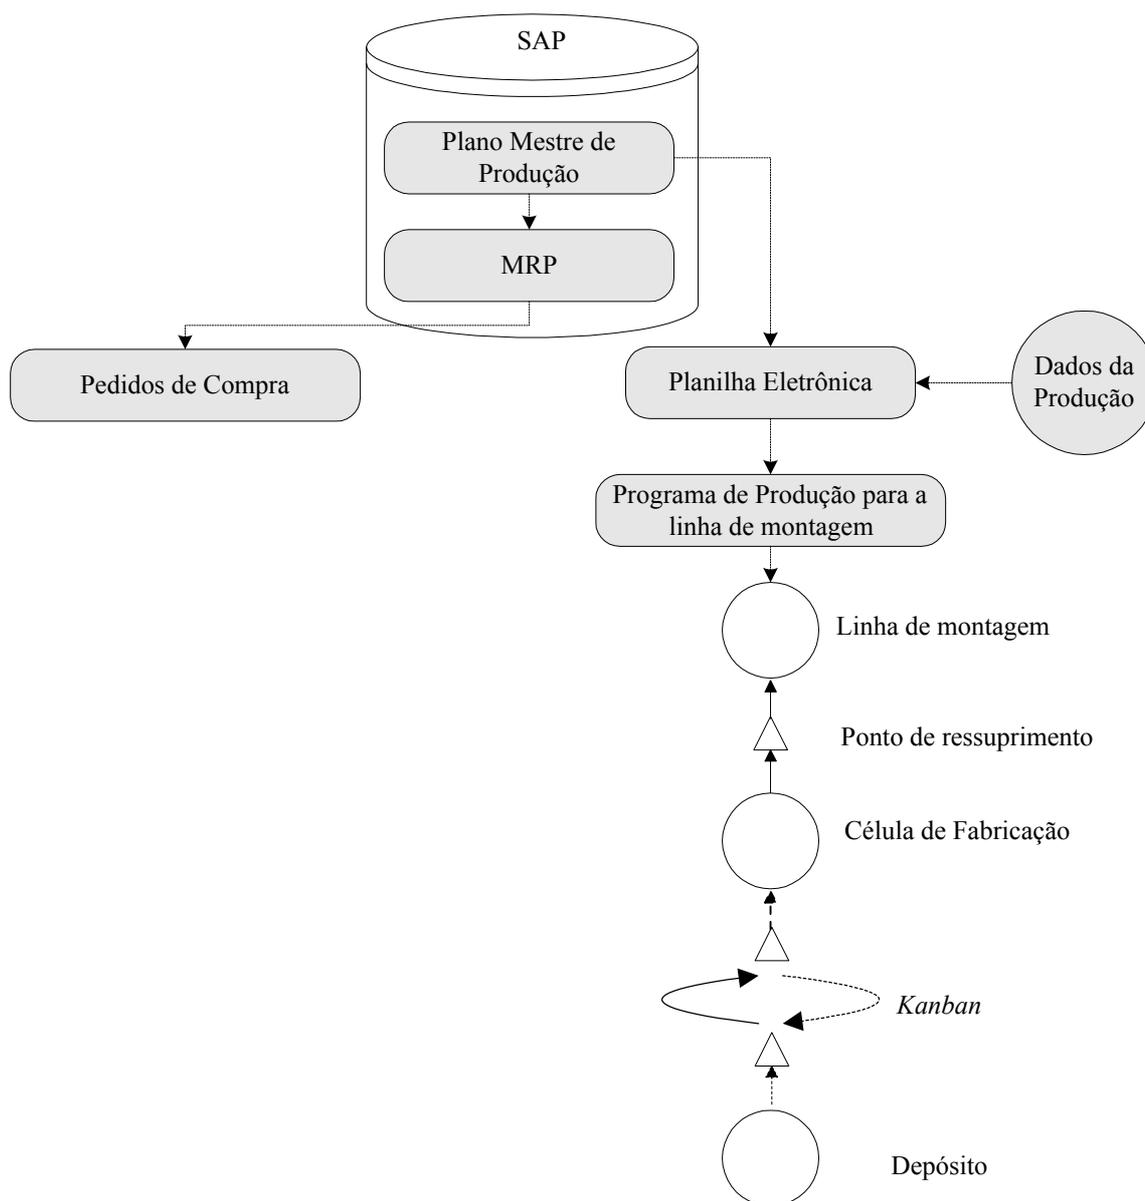 SAP
Plano Mestre de
Produção
MRP
Pedidos de Compra
Planilha Eletrônica
Dados da
Produção
Programa de Produção para a
linha de montagem
Linha de montagem
Ponto de ressuprimento
Célula de Fabricação
Kanban
Depósito